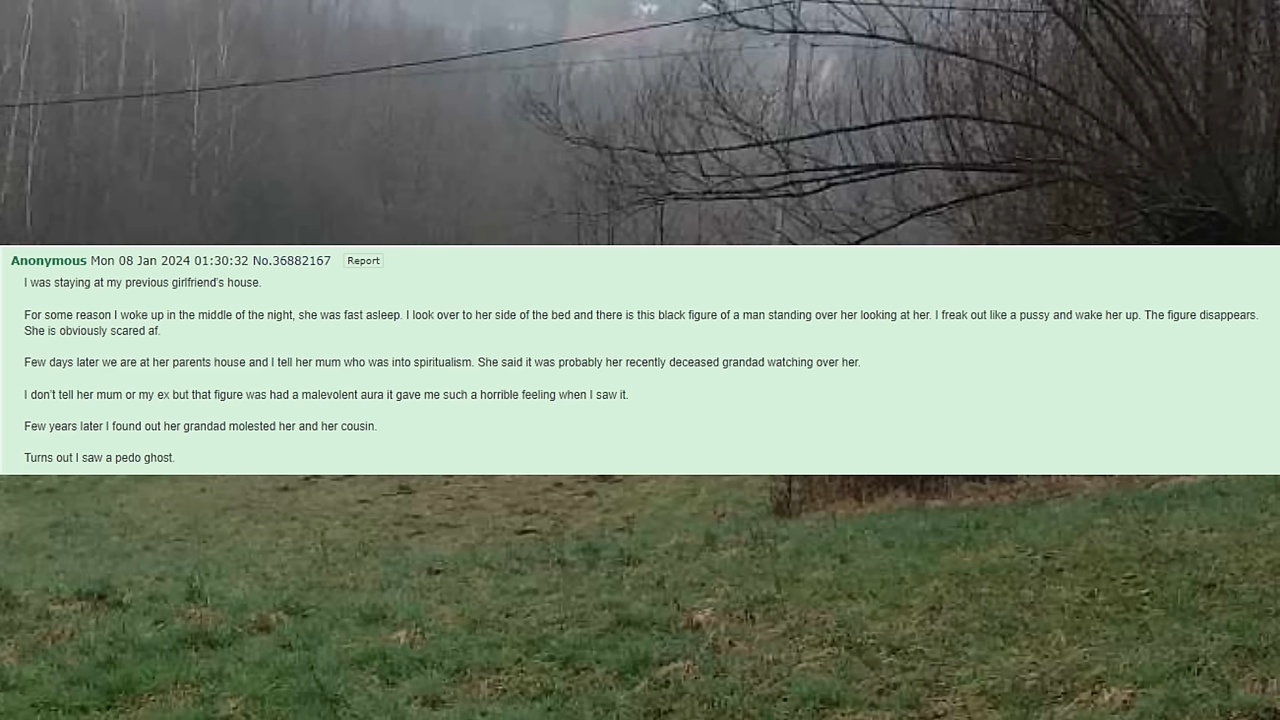 Anonymous Mon 08 Jan 2024 01:30:32 No.36882167 Report
I was staying at my previous girlfriend's house.
For some reason I woke up in the middle of the night, she was fast asleep. I look over to her side of the bed and there is this black figure of a man standing over her looking at her. I freak out like a pussy and wake her up. The figure disappears.
She is obviously scared af.
Few days later we are at her parents house and I tell her mum who was into spiritualism. She said it was probably her recently deceased grandad watching over her.
I don't tell her mum or my ex but that figure was had a malevolent aura it gave me such a horrible feeling when I saw it.
Few years later I found out her grandad molested her and her cousin.
Turns out I saw a pedo ghost.